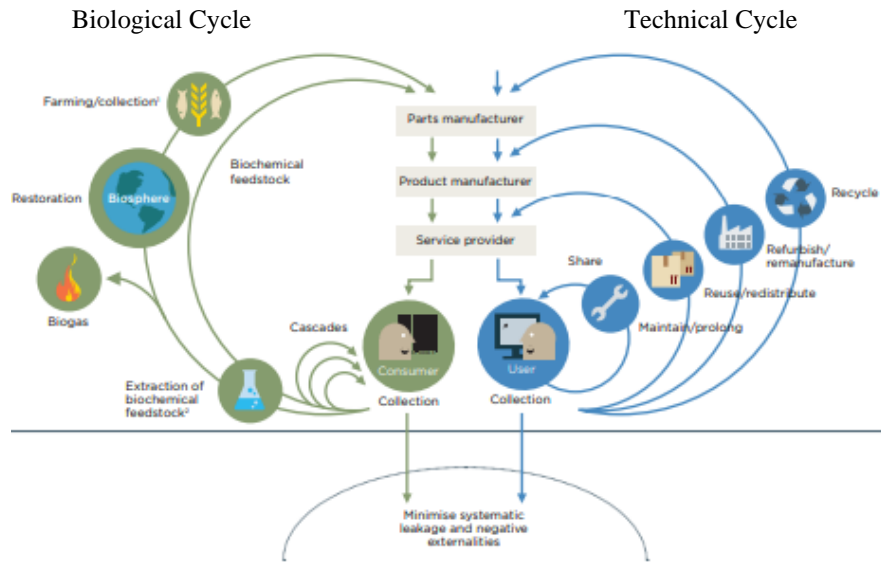 Biological Cycle
Technical Cycle
Farming/collection¹
Parts manufacturer
Biochemical
feedstock
Product manufacturer
Restoration
Biosphere
Recycle
Service provider
Refurbish/
remanufacture
Share
Reuse/redistribute
Biogas
Cascades
Maintain/prolong
Consumer
User
Extraction of
biochemical
feedstock²
Collection
Collection
Minimise systematic
leakage and negative
externalities